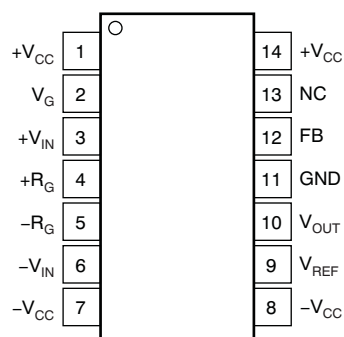 +VCC 1 14 +VCC
VG 2 13 NC
+VIN 3 12 FB
+RG 4 11 GND
−RG 5 10 VOUT
−VIN 6 9 VREF
−VCC 7 8 −VCC